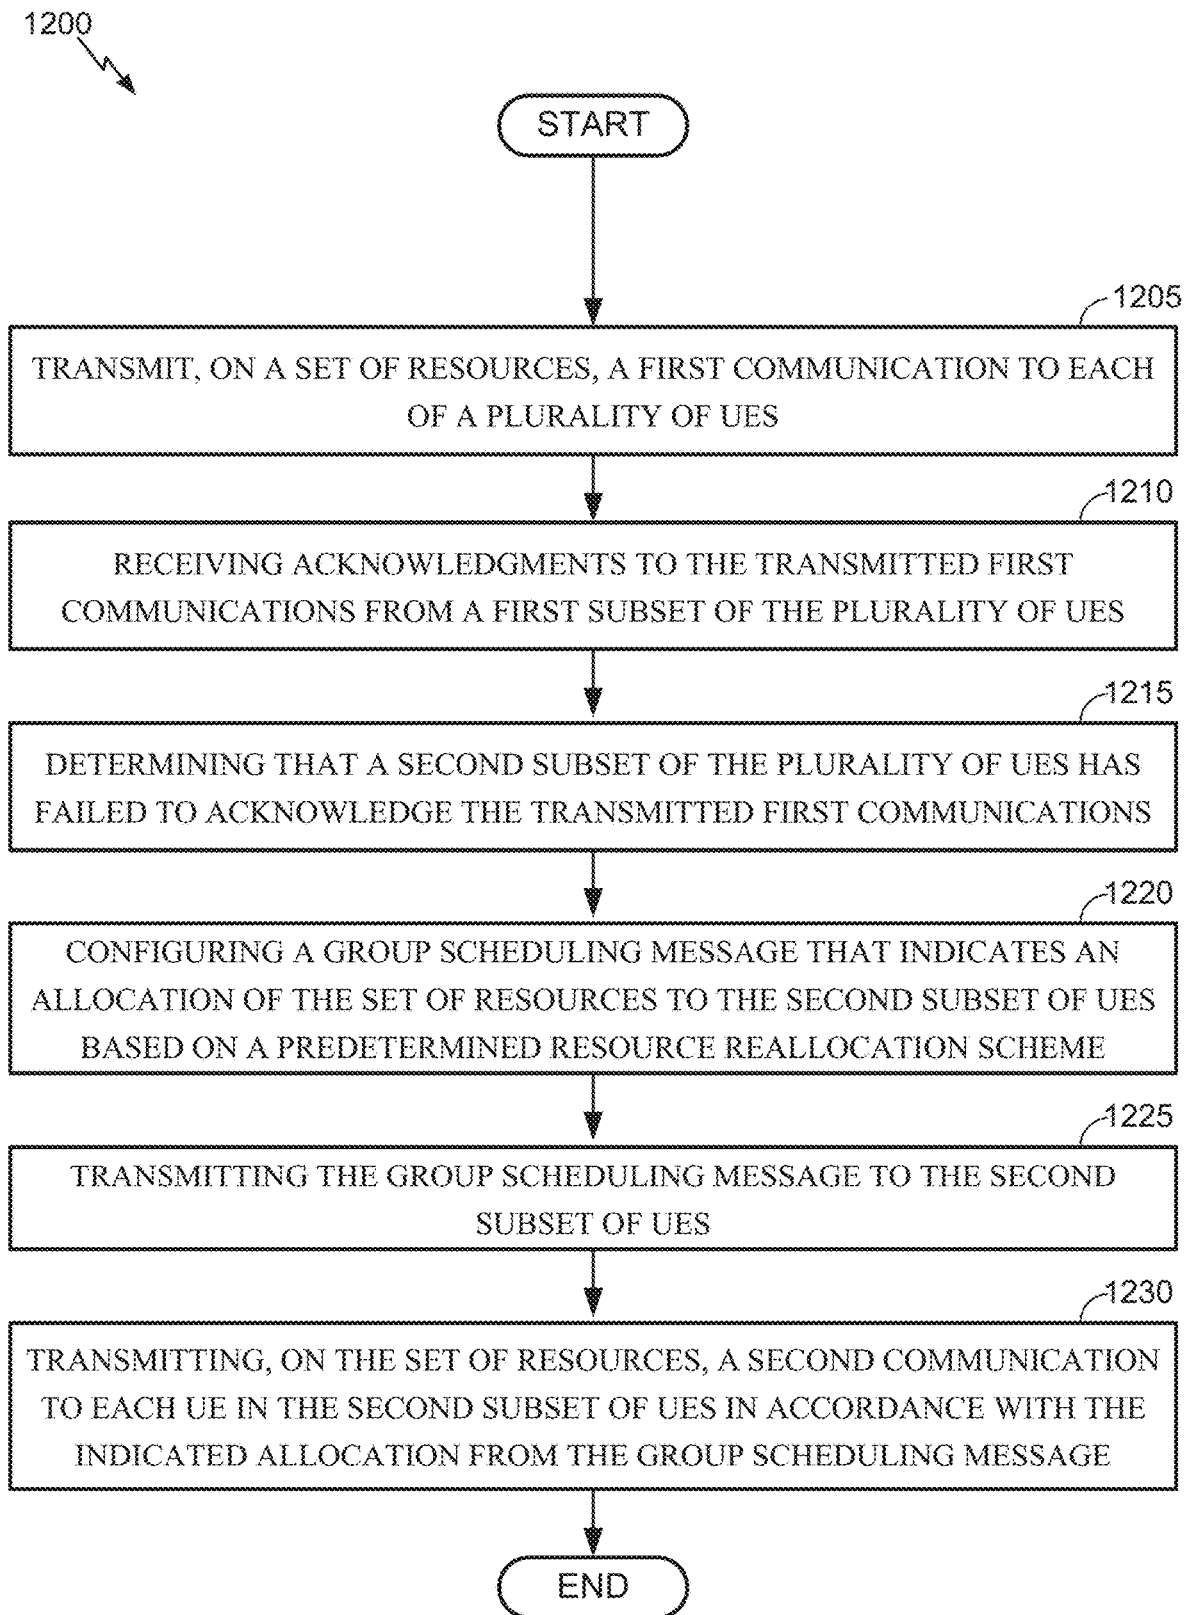 1200
START
1205
TRANSMIT, ON A SET OF RESOURCES, A FIRST COMMUNICATION TO EACH
OF A PLURALITY OF UES
1210
RECEIVING ACKNOWLEDGMENTS TO THE TRANSMITTED FIRST
COMMUNICATIONS FROM A FIRST SUBSET OF THE PLURALITY OF UES
1215
DETERMINING THAT A SECOND SUBSET OF THE PLURALITY OF UES HAS
FAILED TO ACKNOWLEDGE THE TRANSMITTED FIRST COMMUNICATIONS
1220
CONFIGURING A GROUP SCHEDULING MESSAGE THAT INDICATES AN
ALLOCATION OF THE SET OF RESOURCES TO THE SECOND SUBSET OF UES
BASED ON A PREDETERMINED RESOURCE REALLOCATION SCHEME
1225
TRANSMITTING THE GROUP SCHEDULING MESSAGE TO THE SECOND
SUBSET OF UES
1230
TRANSMITTING, ON THE SET OF RESOURCES, A SECOND COMMUNICATION
TO EACH UE IN THE SECOND SUBSET OF UES IN ACCORDANCE WITH THE
INDICATED ALLOCATION FROM THE GROUP SCHEDULING MESSAGE
END